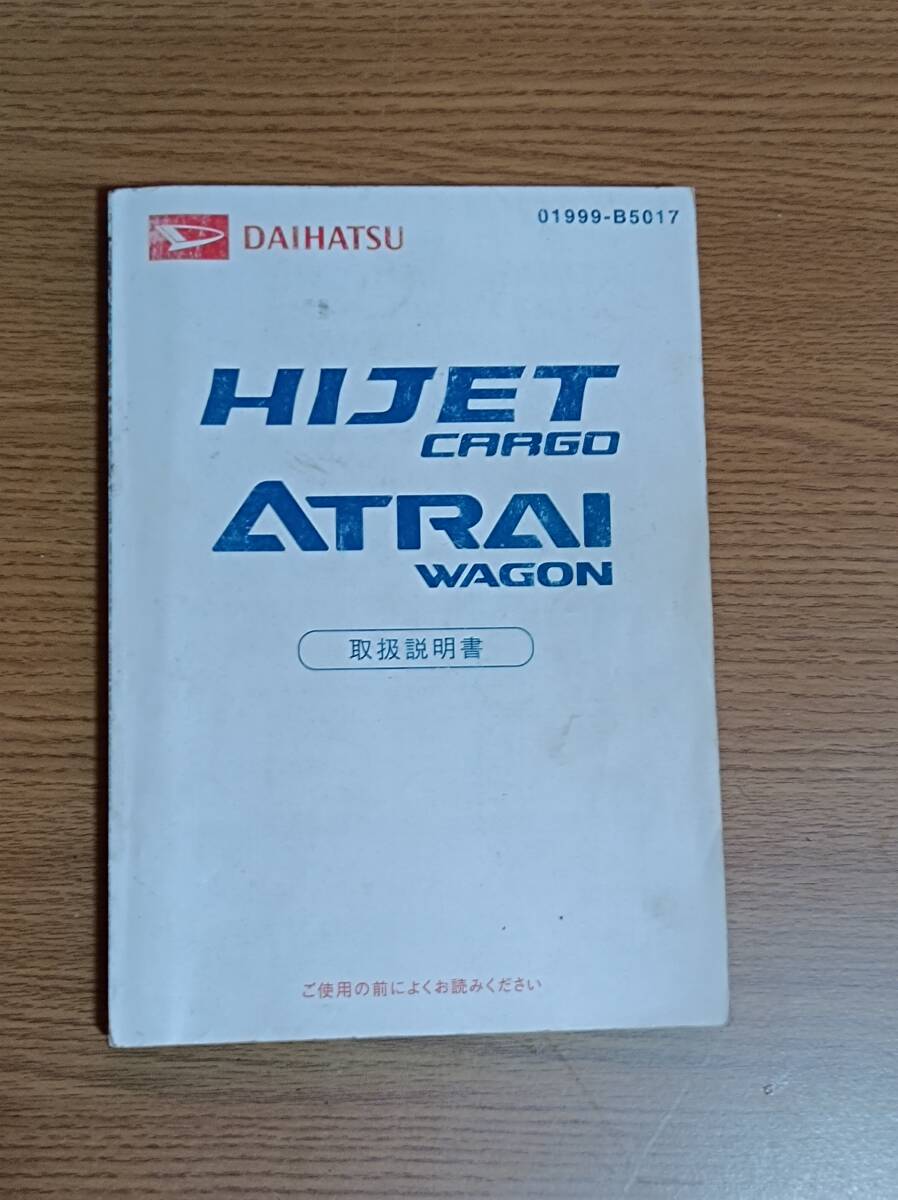 DAIHATSU
01999-B5017
HIJET
CARGO
ATRAI
WAGON
取扱説明書
ご使用の前によくお読みください